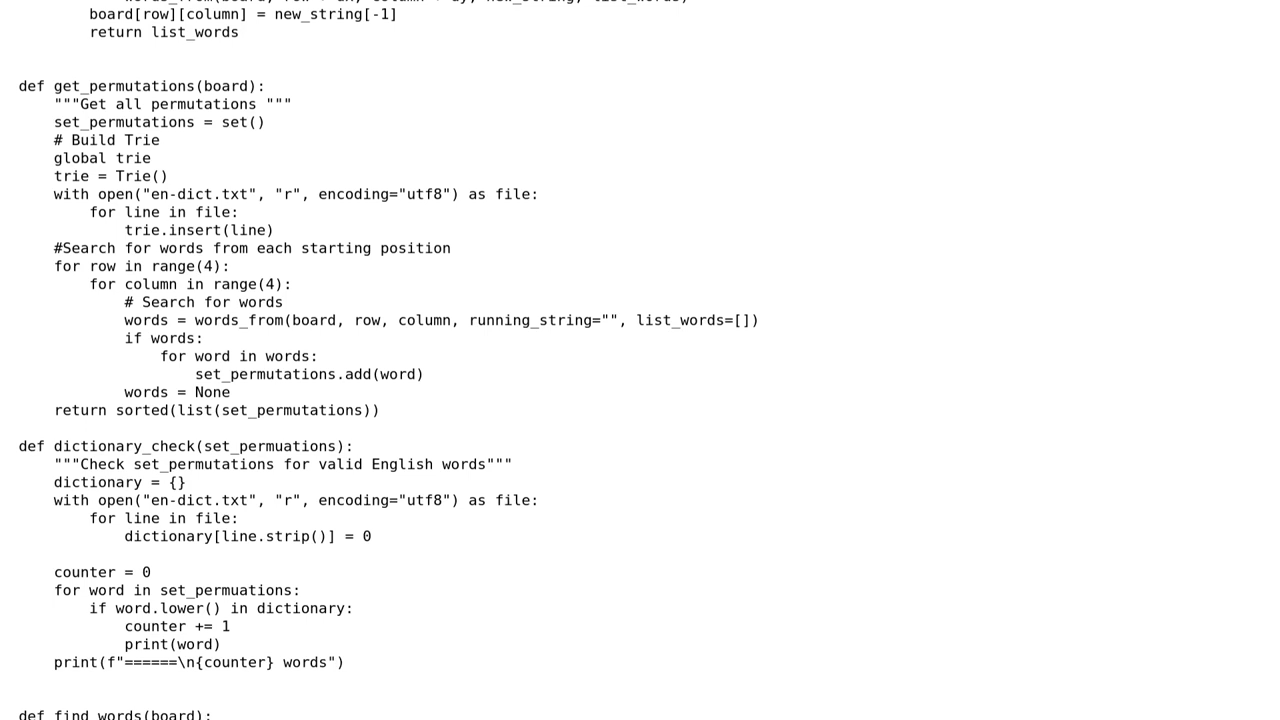 board[row][column] = new_string[-1]
return list_words
def get_permutations(board):
"""Get all permutations """
set_permutations = set()
# Build Trie
global trie
trie = Trie()
with open("en-dict.txt", "r", encoding="utf8") as file:
for line in file:
trie.insert(line)
#Search for words from each starting position
for row in range(4):
for column in range(4):
# Search for words
words = words_from(board, row, column, running_string="", list_words=[])
if words:
for word in words:
set_permutations.add(word)
words = None
return sorted(list(set_permutations))
def dictionary_check(set_permuations):
"""Check set_permutations for valid English words"""
dictionary = {}
with open("en-dict.txt", "r", encoding="utf8") as file:
for line in file:
dictionary[line.strip()] = 0
counter = 0
for word in set_permuations:
if word.lower() in dictionary:
counter += 1
print(word)
print(f"======\n{counter} words")
def find_words(board):